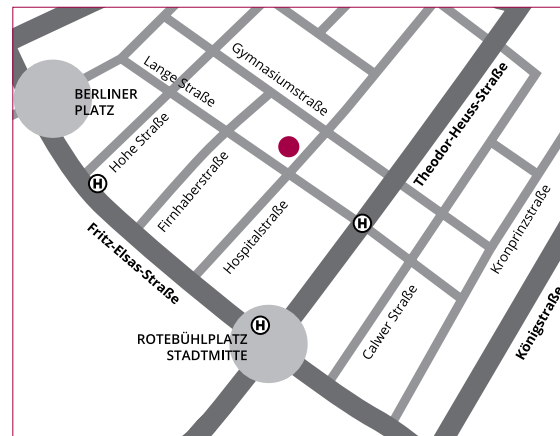 Gymnasiumstraße
Lange Straße
BERLINER
PLATZ
Theodor-Heuss-Straße
Hohe Straße
H
Firnhaberstraße
Hospitalstraße
Kronprinzstraße
H
Fritz-Elsas-Straße
Königstraße
Calwer Straße
H
ROTEBÜHLPLATZ
STADTMITTE